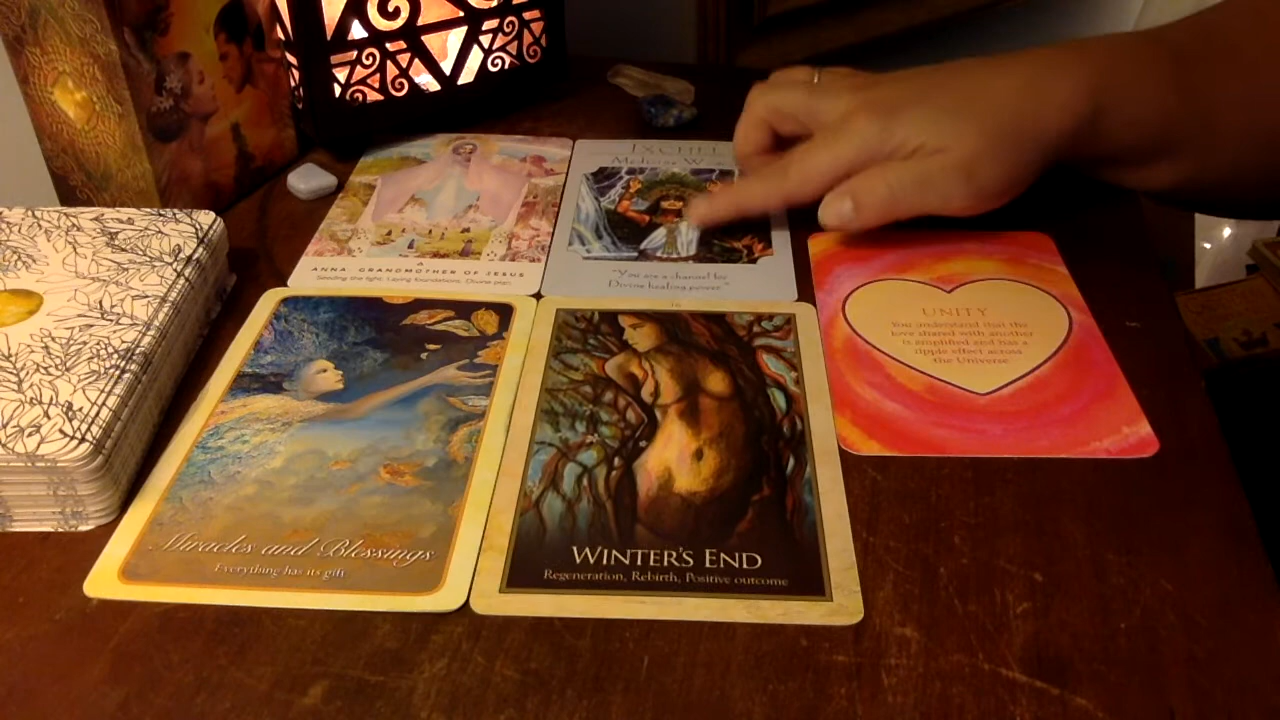 ANNA, GRANDMOTHER OF JESUS
Seeding the light. Laying foundations. Divine plan.
IXCHEL
"You are a channel for
Divine healing power."
UNITY
You understand that the
love shared with another
is amplified and has a
ripple effect across
the Universe
Miracles and Blessings
Everything has its gift
16
WINTER'S END
Regeneration, Rebirth, Positive outcome